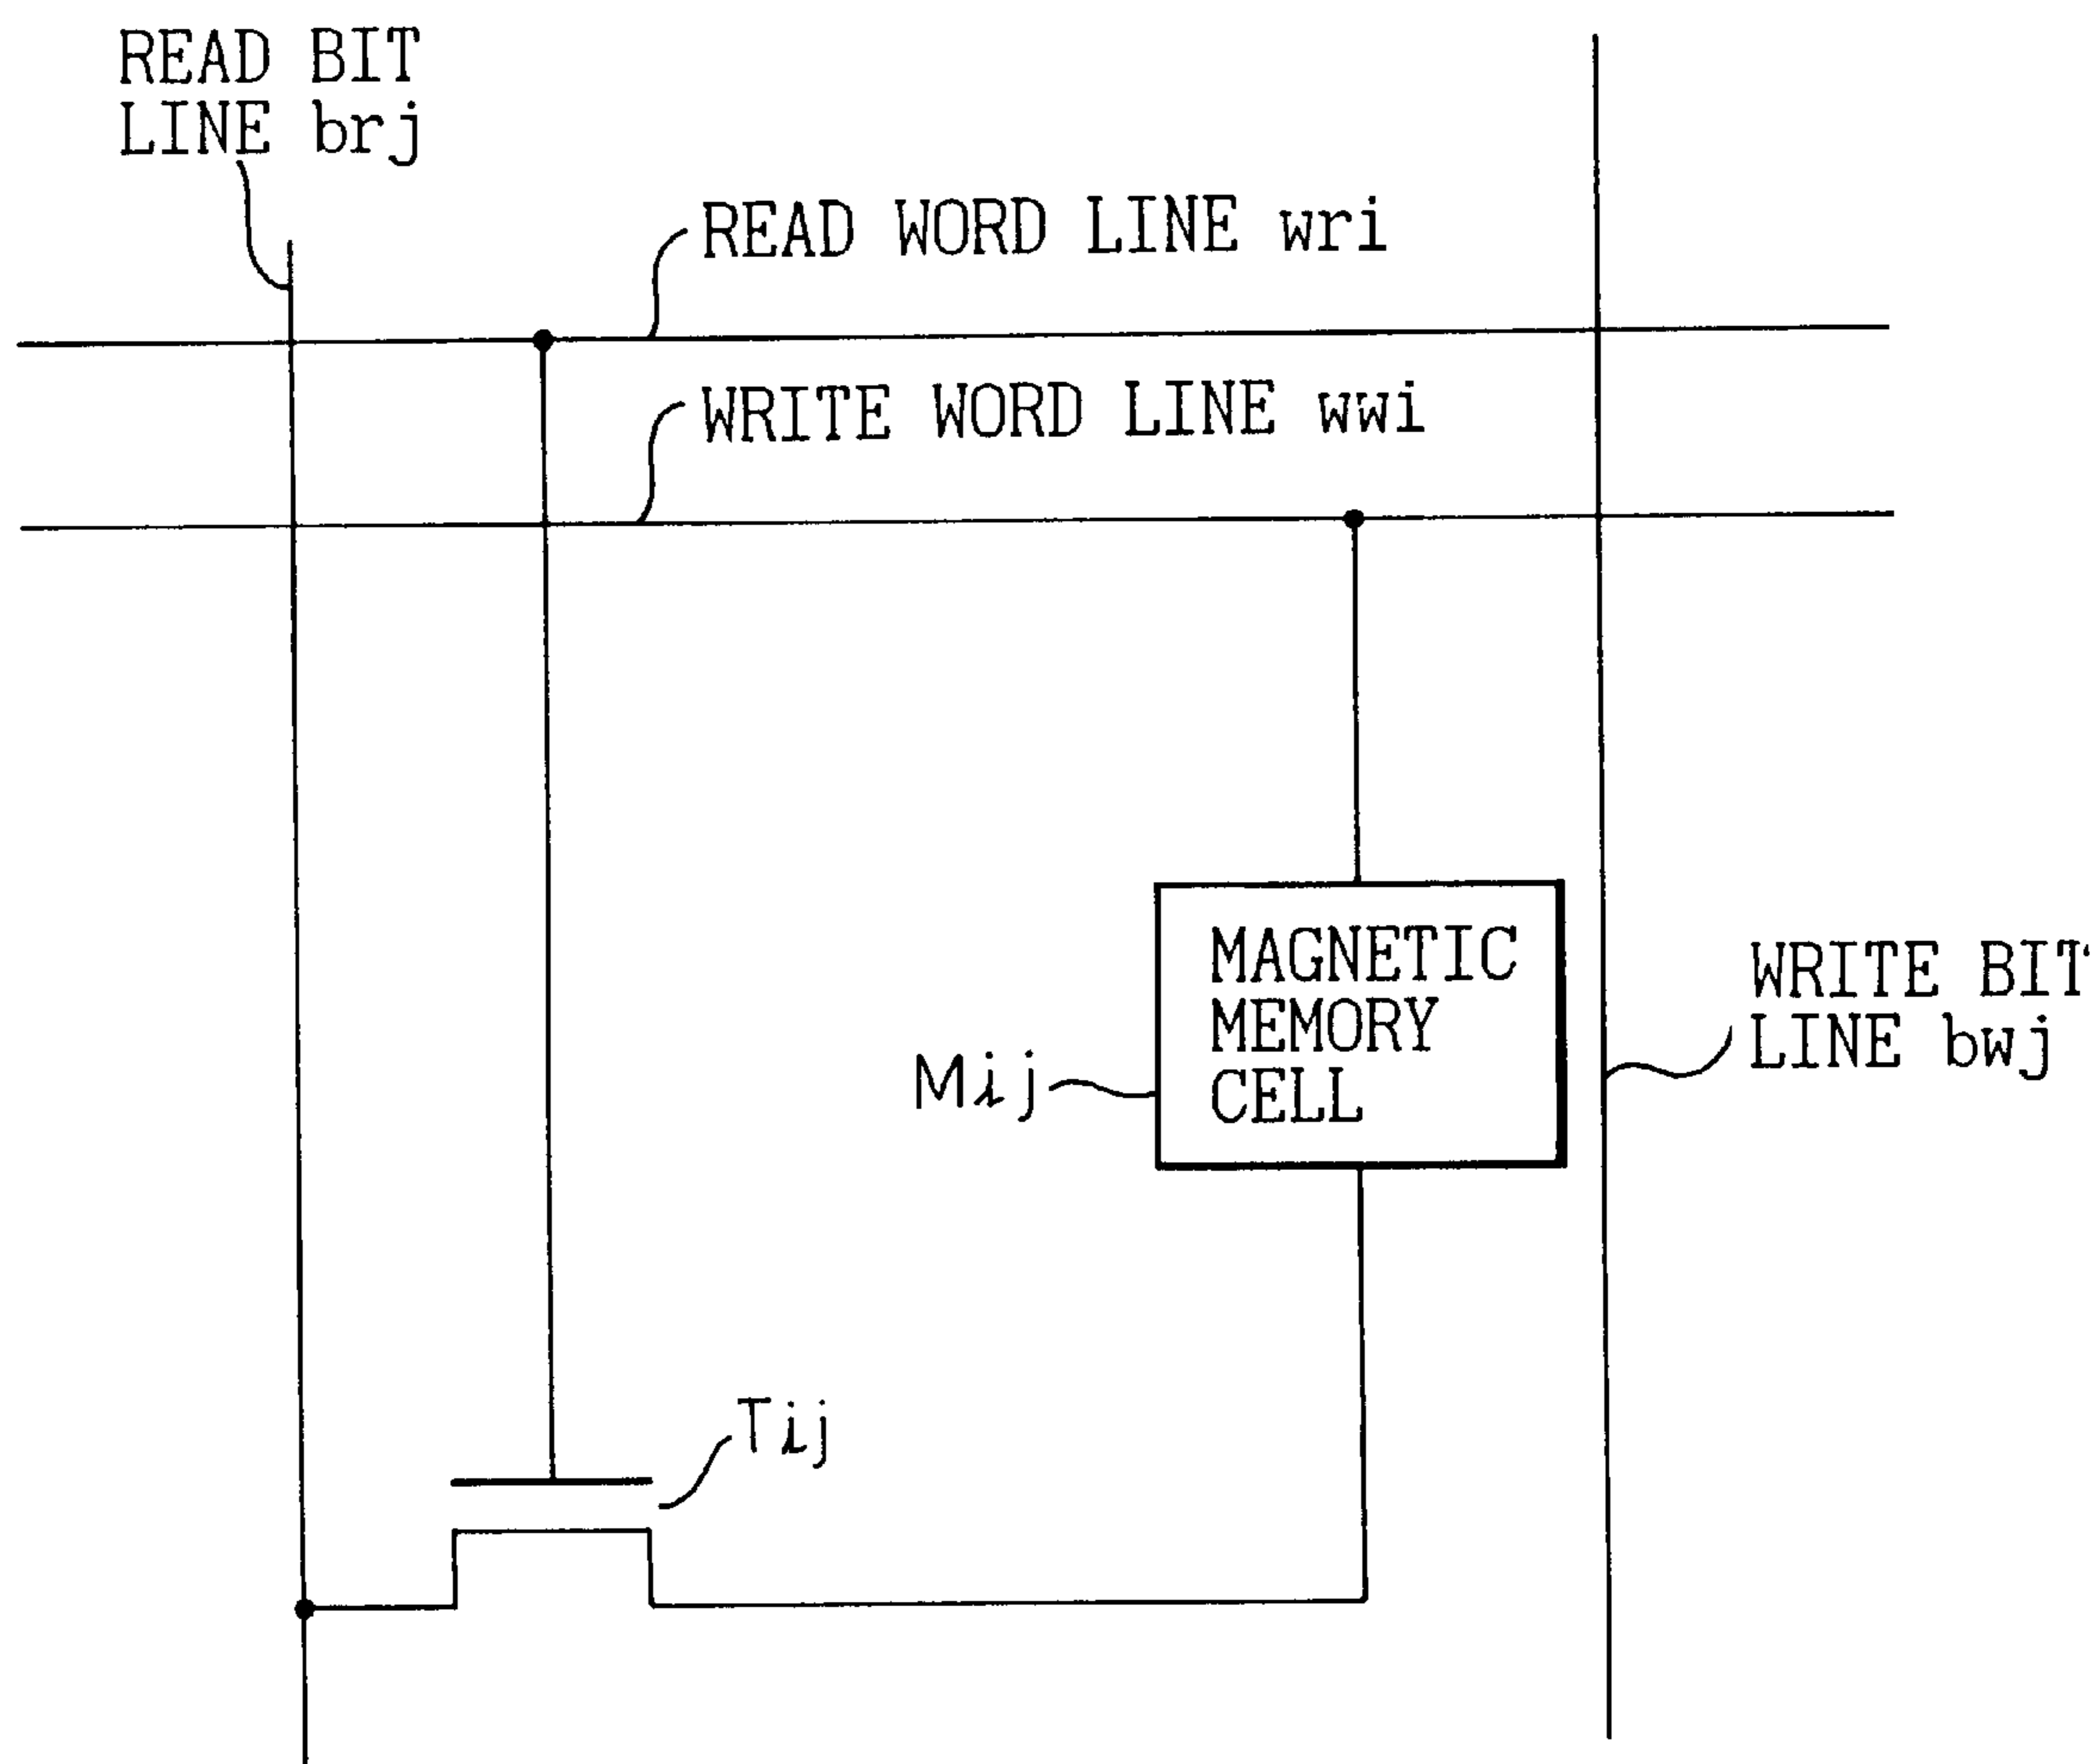 READ BIT
LINE brj
READ WORD LINE wri
WRITE WORD LINE wwi
MAGNETIC
MEMORY
CELL
Mij
WRITE BIT
LINE bwj
Tij